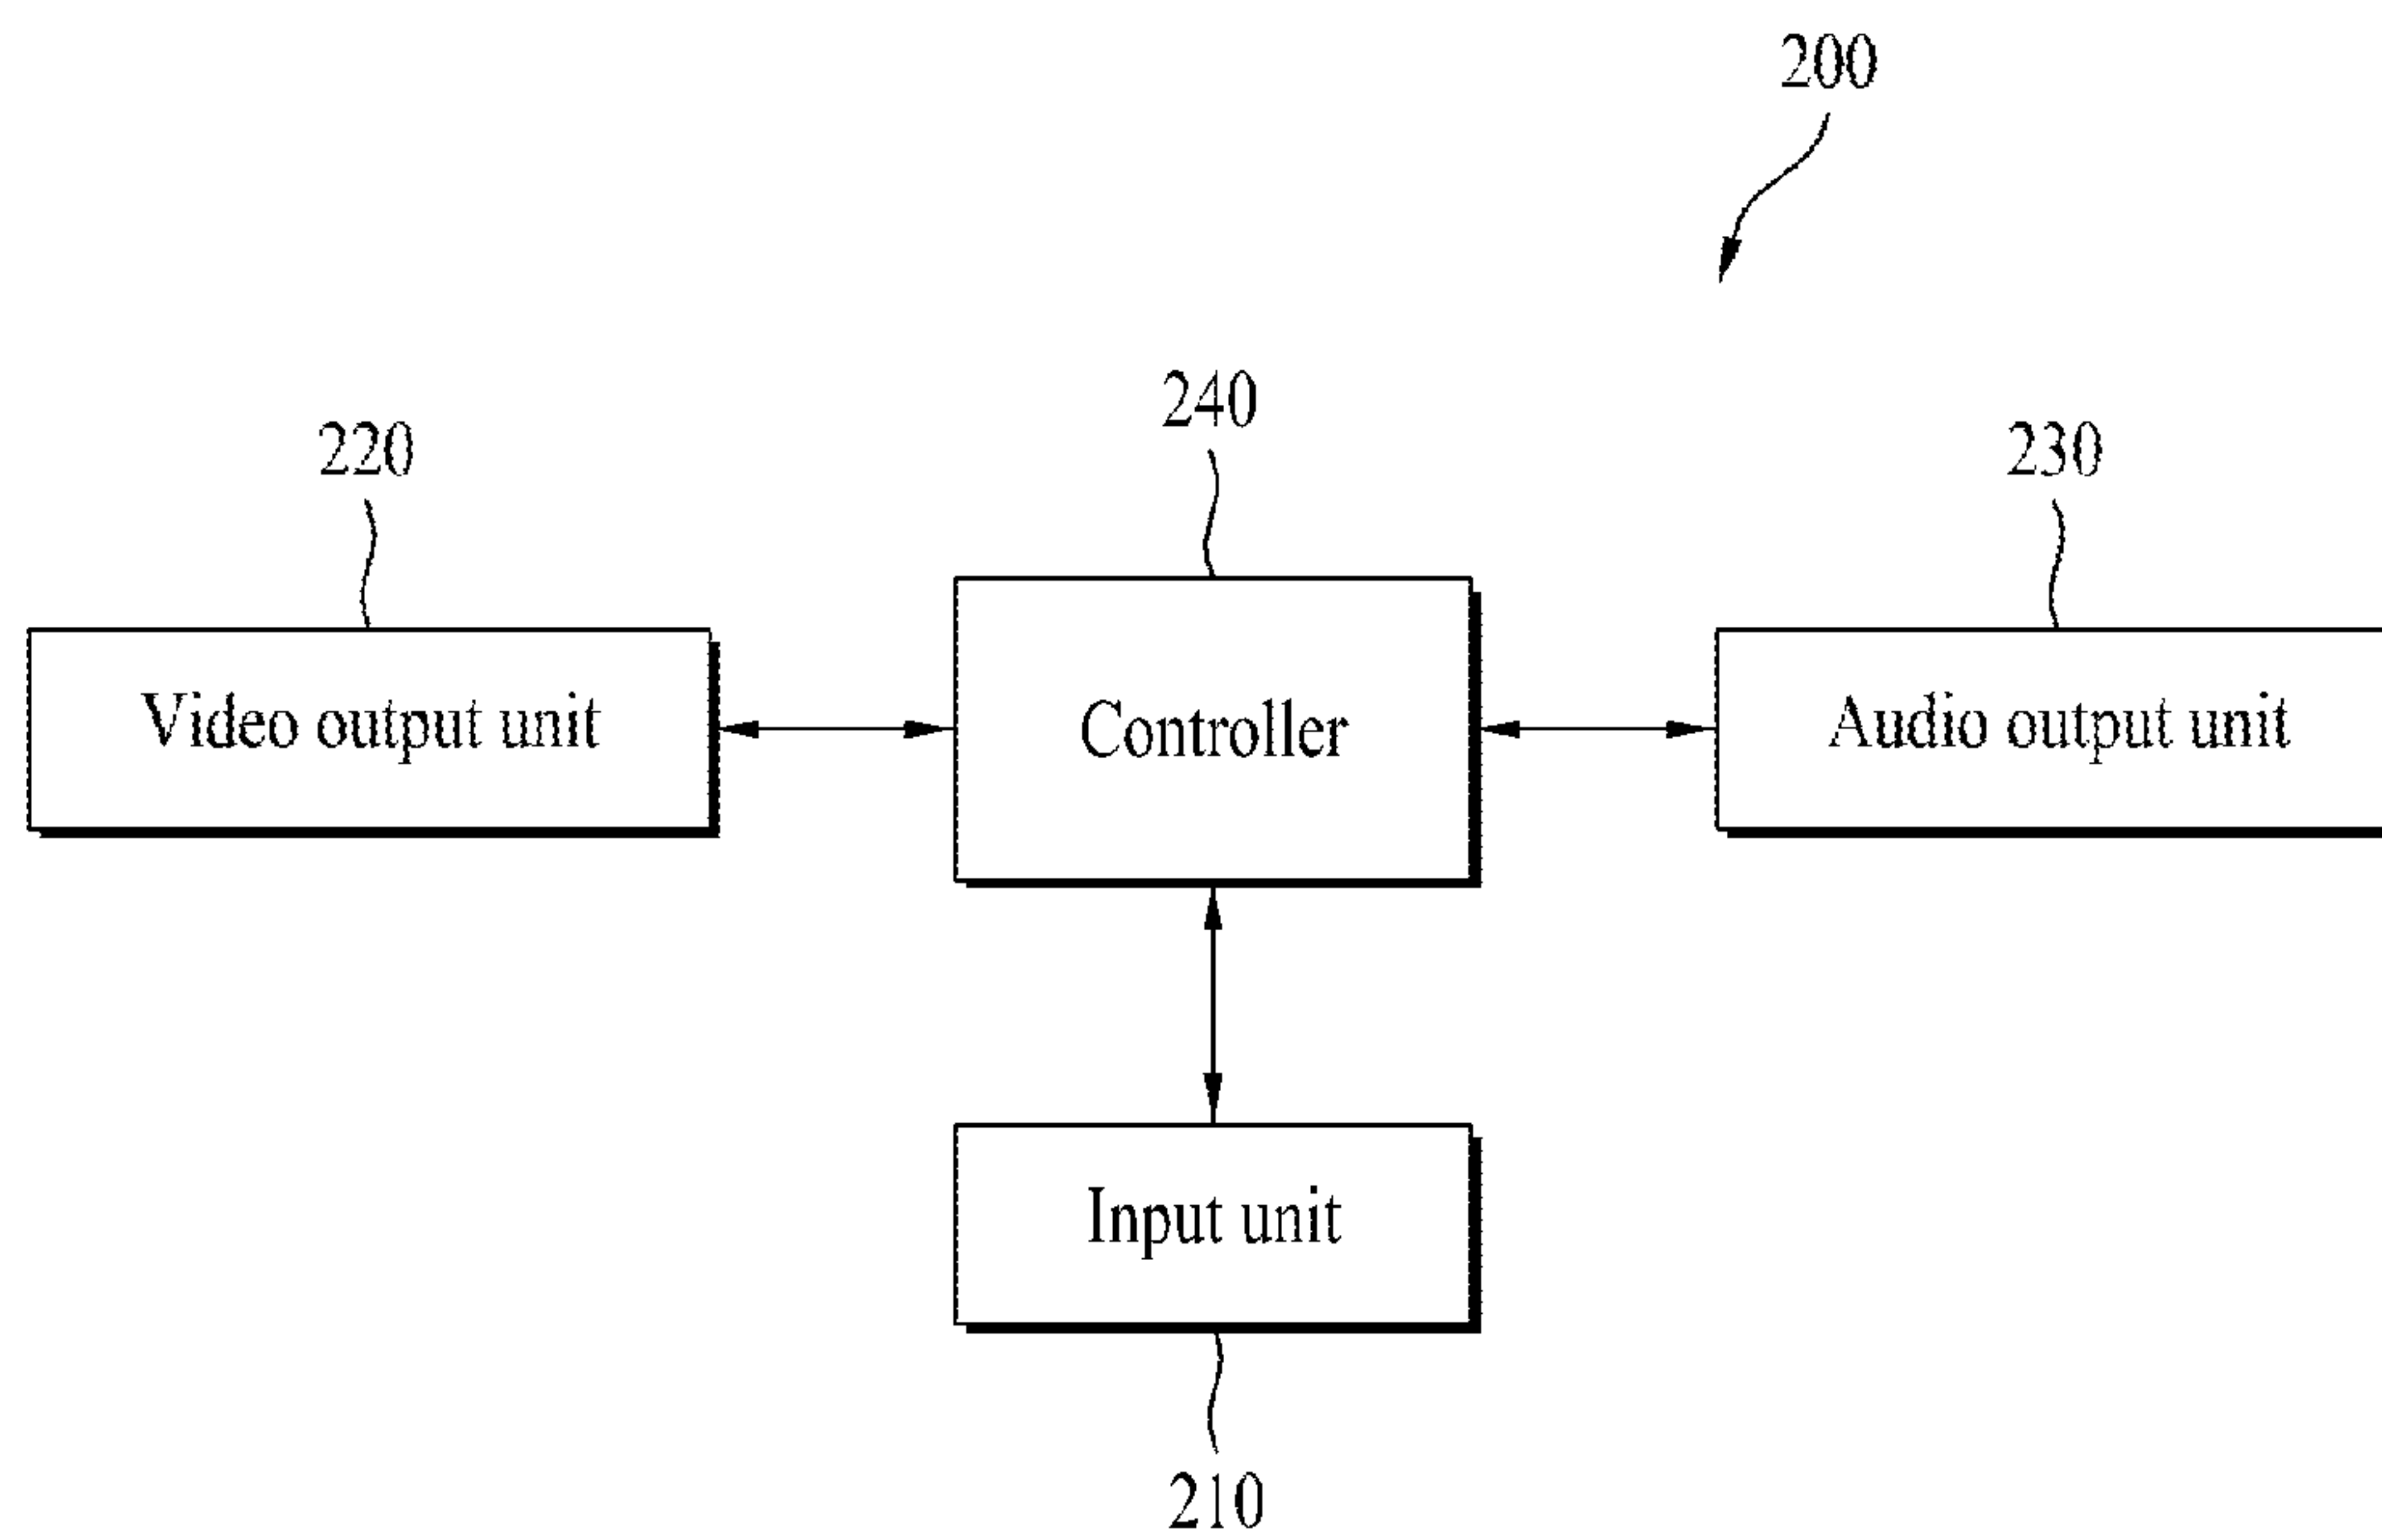 200
240
220
230
Video output unit
Controller
Audio output unit
Input unit
210